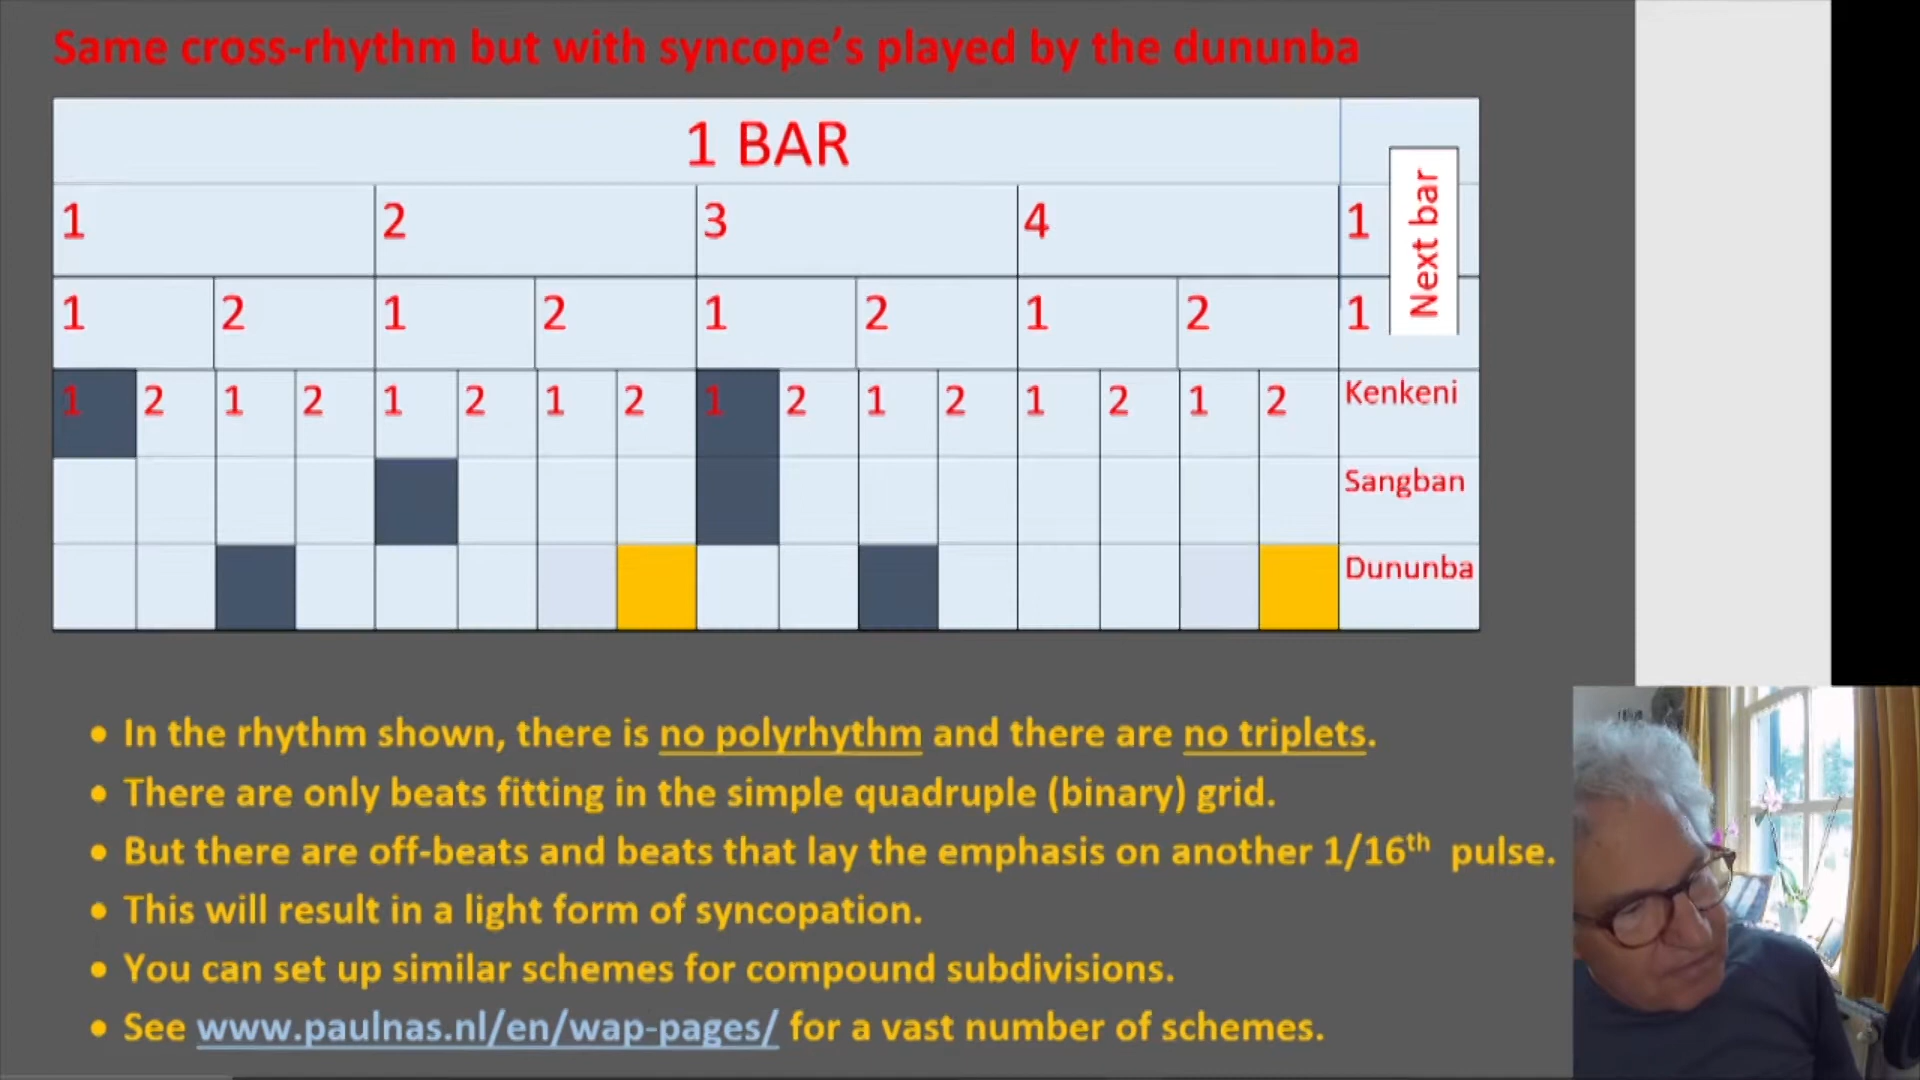 Same cross-rhythm but with syncope’s played by the dununba
1 BAR
Next bar
1 2 3 4 1
1 2 1 2 1 2 1 2 1
1 2 1 2 1 2 1 2 1 2 1 2 1 2 1 2 Kenkeni
Sangban
Dununba
• In the rhythm shown, there is no polyrhythm and there are no triplets.
• There are only beats fitting in the simple quadruple (binary) grid.
• But there are off-beats and beats that lay the emphasis on another 1/16th pulse.
• This will result in a light form of syncopation.
• You can set up similar schemes for compound subdivisions.
• See www.paulnas.nl/en/wap-pages/ for a vast number of schemes.